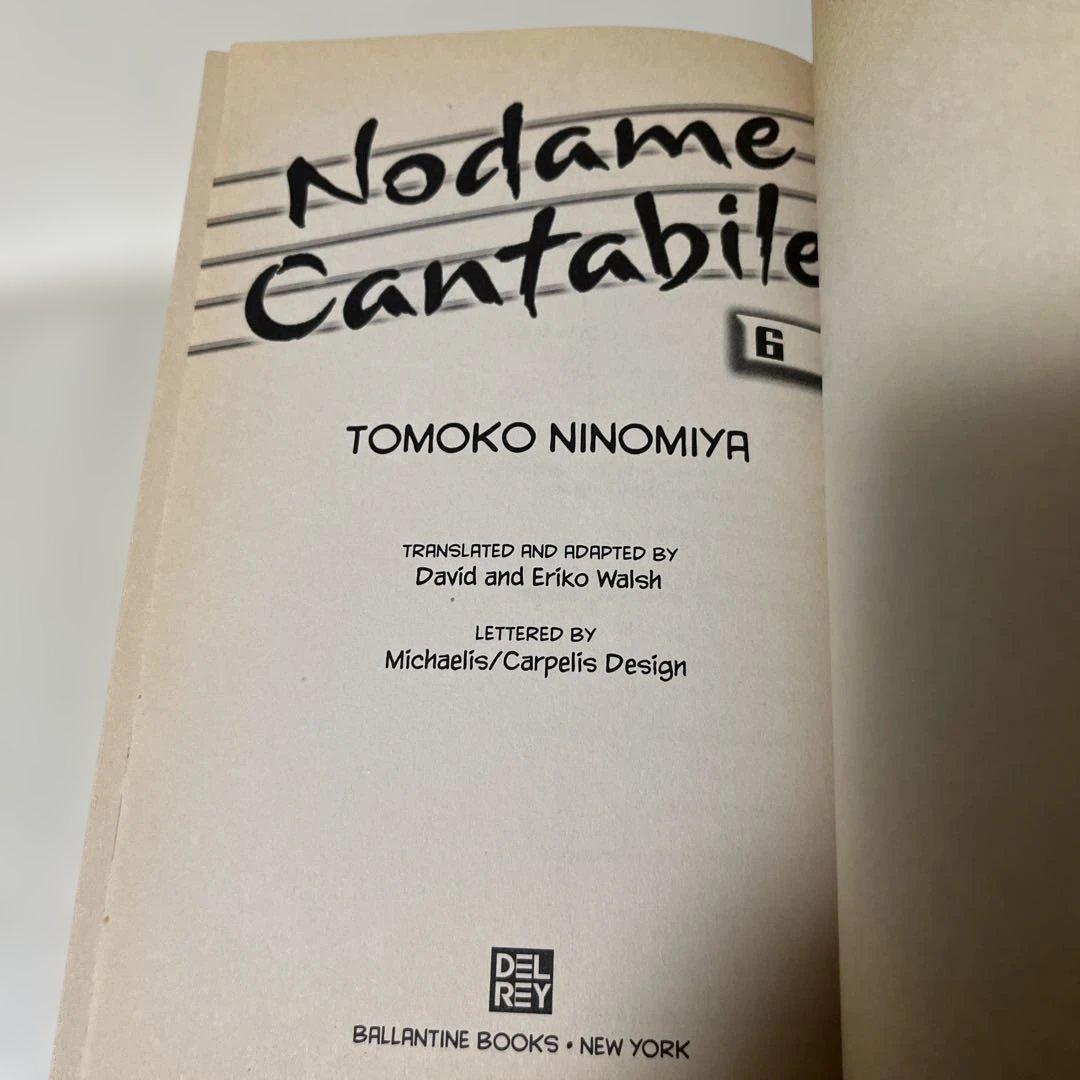 Nodame
Cantabile
6
TOMOKO NINOMIYA
TRANSLATED AND ADAPTED BY
David and Eriko Walsh
LETTERED BY
Michaelis/Carpelis Design
DEL
REY
BALLANTINE BOOKS • NEW YORK